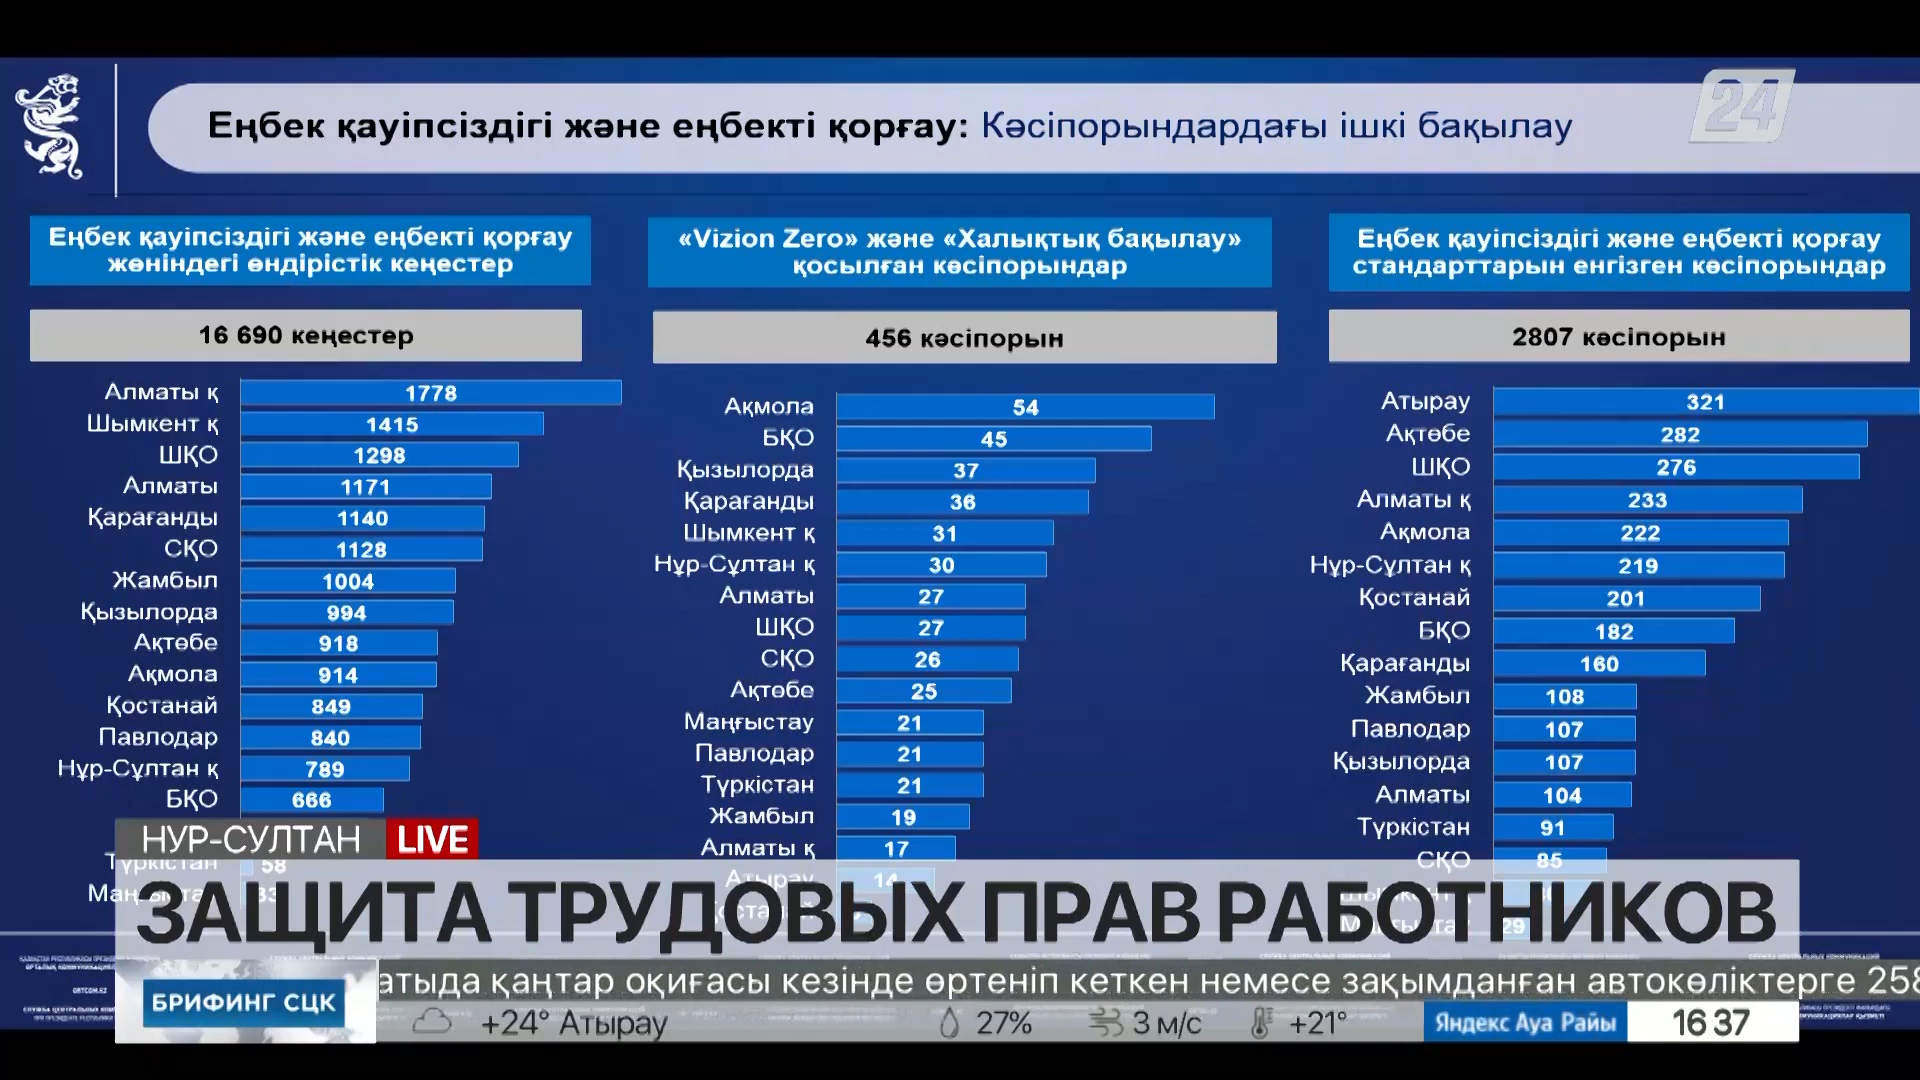 24
Еңбек қауіпсіздігі және еңбекті қорғау: Кәсіпорындардағы ішкі бақылау
Еңбек қауіпсіздігі және еңбекті қорғау
жөніндегі өндірістік кеңестер
16 690 кеңестер
Алматы қ 1778
Шымкент қ 1415
ШҚО 1298
Алматы 1171
Қарағанды 1140
СҚО 1128
Жамбыл 1004
Қызылорда 994
Ақтөбе 918
Ақмола 914
Қостанай 849
Павлодар 840
Нұр-Сұлтан қ 789
БҚО 666
Түркістан 58
«Vizion Zero» және «Халықтық бақылау»
қосылған көсіпорындар
456 кәсіпорын
Ақмола 54
БҚО 45
Қызылорда 37
Қарағанды 36
Шымкент қ 31
Нұр-Сұлтан қ 30
Алматы 27
ШҚО 27
СҚО 26
Ақтөбе 25
Маңғыстау 21
Павлодар 21
Түркістан 21
Жамбыл 19
Алматы қ 17
Атырау 14
Еңбек қауіпсіздігі және еңбекті қорғау
стандарттарын енгізген көсіпорындар
2807 көсіпорын
Атырау 321
Ақтөбе 282
ШҚО 276
Алматы қ 233
Ақмола 222
Нұр-Сұлтан қ 219
Қостанай 201
БҚО 182
Қарағанды 160
Жамбыл 108
Павлодар 107
Қызылорда 107
Алматы 104
Түркістан 91
СҚО 85
29
НУР-СУЛТАН LIVE
ЗАЩИТА ТРУДОВЫХ ПРАВ РАБОТНИКОВ
БРИФИНГ СЦК
атыда қаңтар оқиғасы кезінде өртеніп кеткен немесе зақымданған автокөліктерге 258
+24° Атырау 27% 3 м/с +21° Яндекс Ауа Райы 16 37